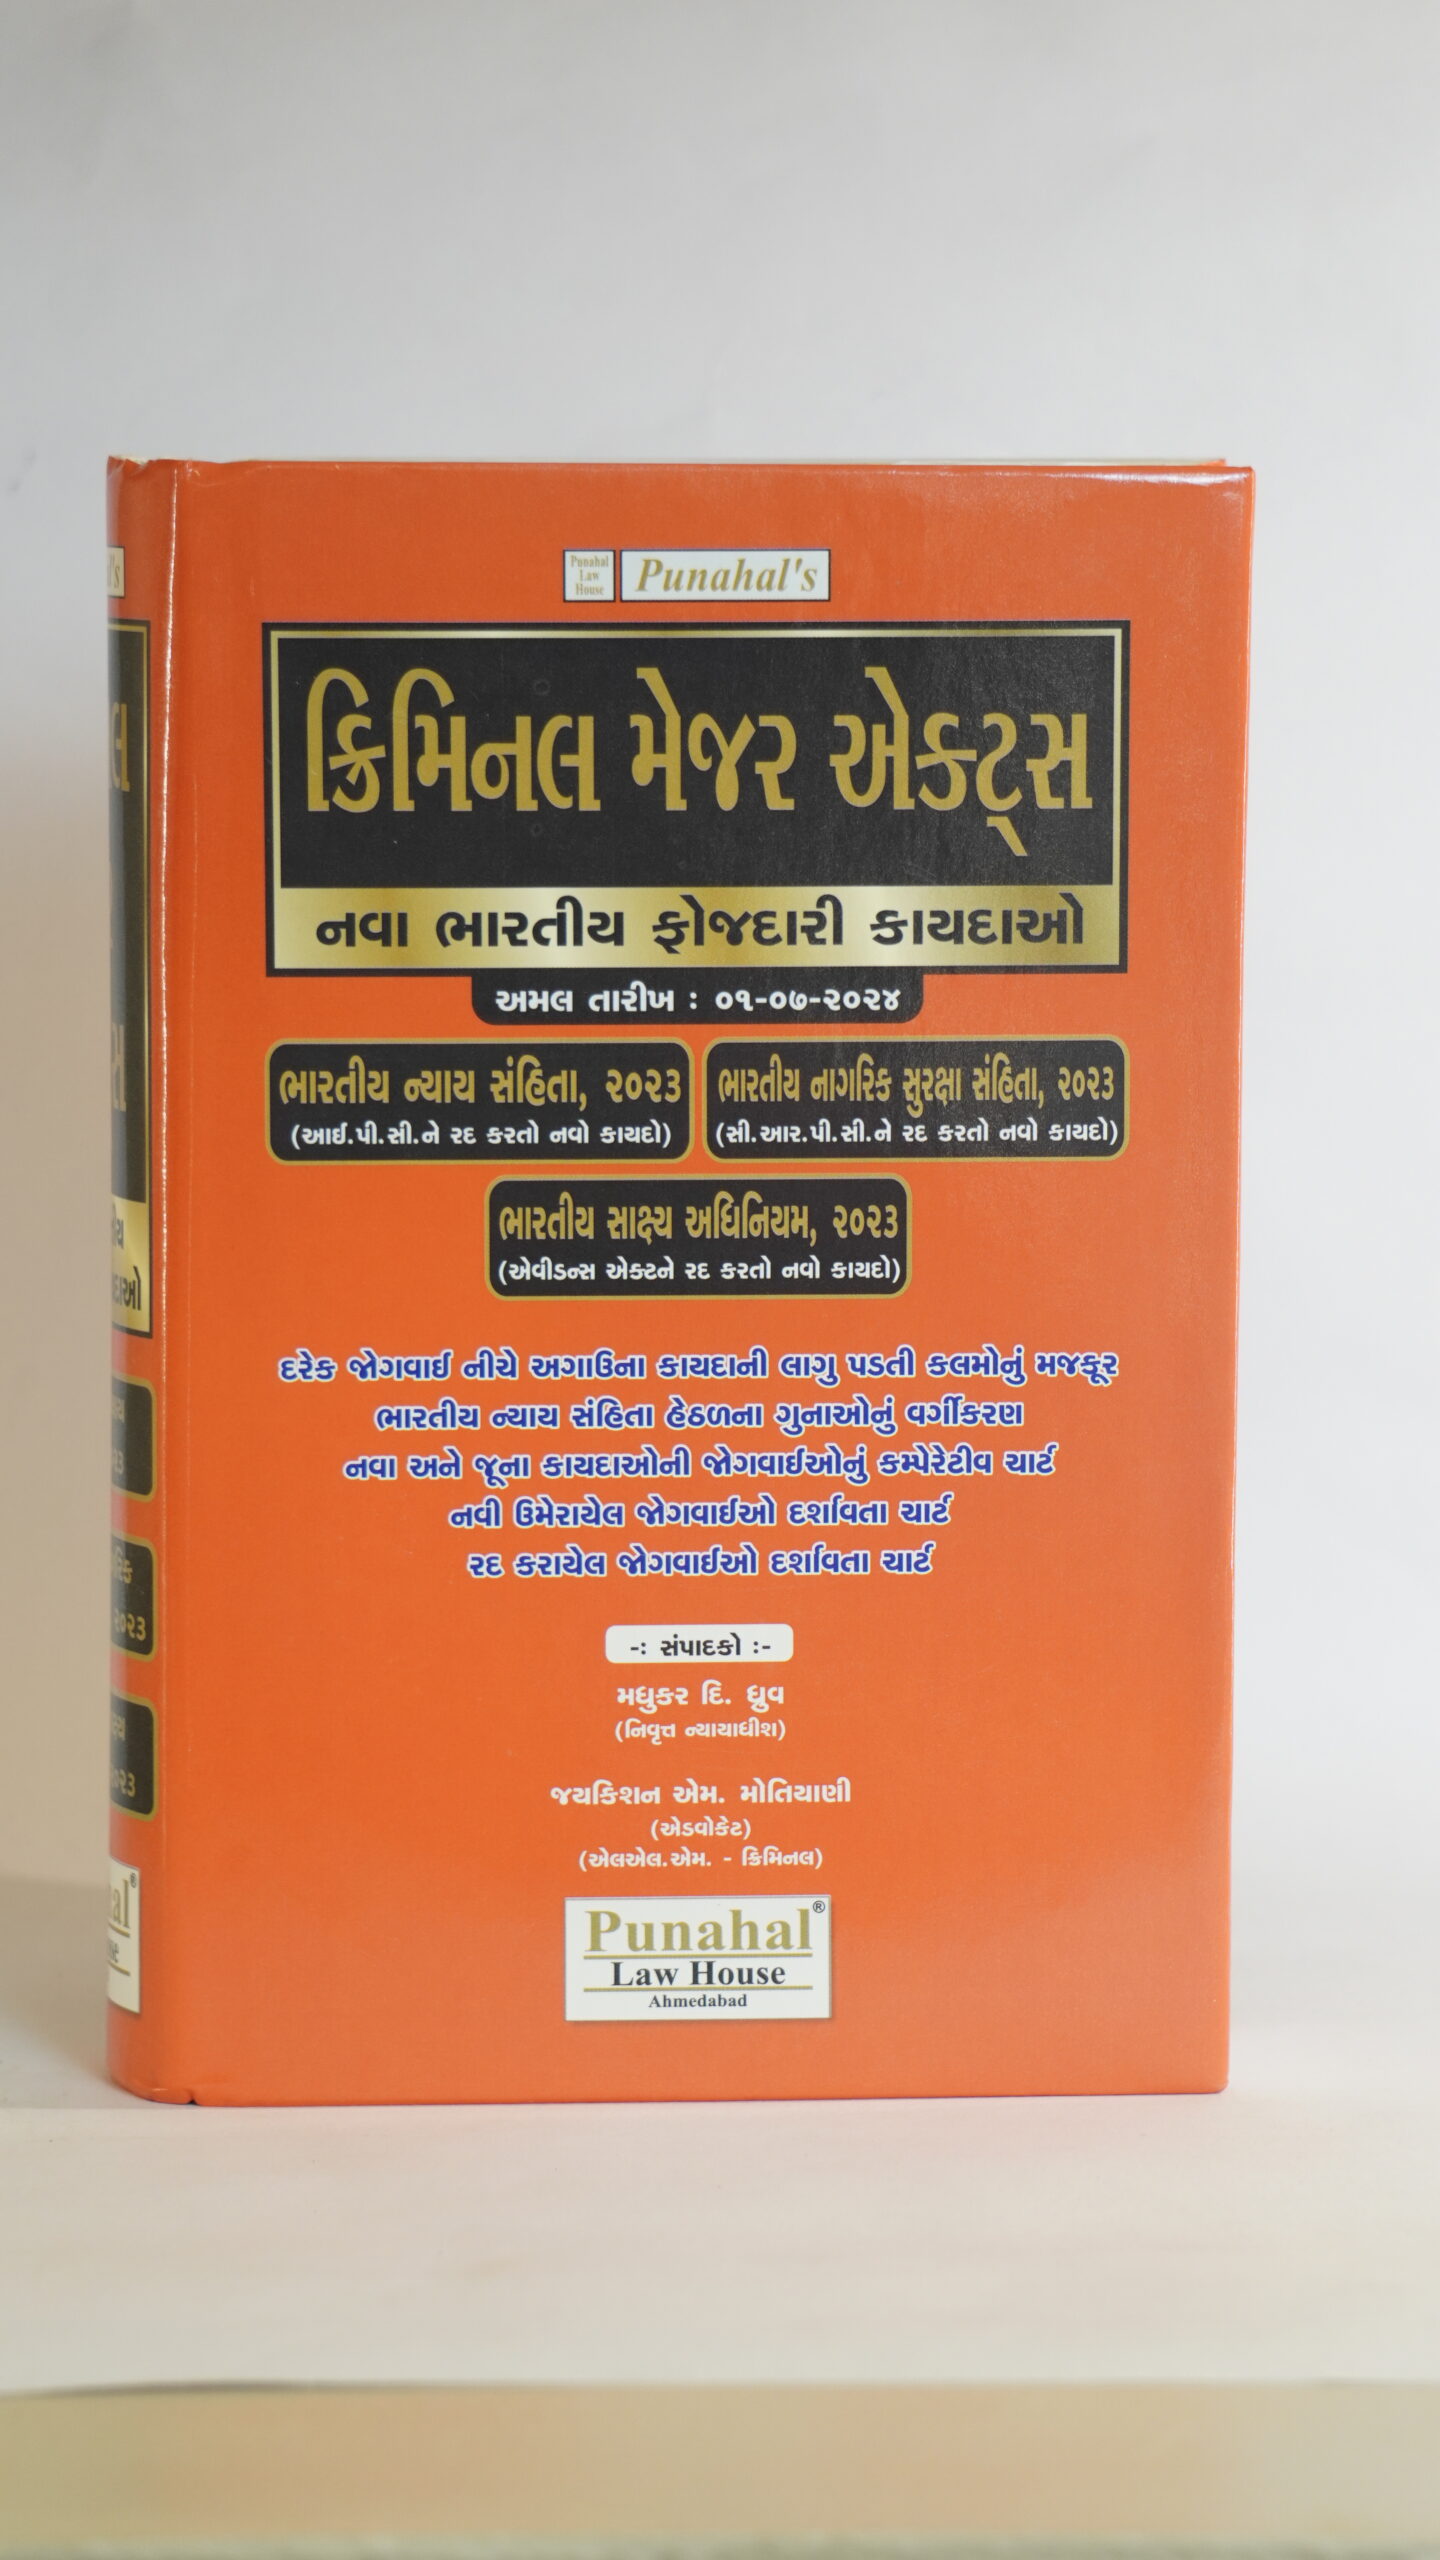 Punahal
Law
House
Punahal's
ક્રિમિનલ મેજર એક્ટ્સ
નવા ભારતીય ફોજદારી કાયદાઓ
અમલ તારીખ : ૦૧-૦૭-૨૦૨૪
ભારતીય ન્યાય સંહિતા, ૨૦૨૩
(આઈ.પી.સી.ને રદ કરતો નવો કાયદો)
ભારતીય નાગરિક સુરક્ષા સંહિતા, ૨૦૨૩
(સી.આર.પી.સી.ને રદ કરતો નવો કાયદો)
ભારતીય સાક્ષ્ય અધિનિયમ, ૨૦૨૩
(એવીડન્સ એક્ટને રદ કરતો નવો કાયદો)
દરેક જોગવાઈ નીચે અગાઉના કાયદાની લાગુ પડતી કલમોનું મજકૂર
ભારતીય ન્યાય સંહિતા હેઠળના ગુનાઓનું વર્ગીકરણ
નવા અને જૂના કાયદાઓની જોગવાઈઓનું કમ્પેરેટીવ ચાર્ટ
નવી ઉમેરાયેલ જોગવાઈઓ દર્શાવતા ચાર્ટ
રદ કરાયેલ જોગવાઈઓ દર્શાવતા ચાર્ટ
-: સંપાદકો :-
મધુકર દિ. ધ્રુવ
(નિવૃત્ત ન્યાયાધીશ)
જયકિશન એમ. મોતિયાણી
(એડવોકેટ)
(એલએલ.એમ. - ક્રિમિનલ)
Punahal®
Law House
Ahmedabad